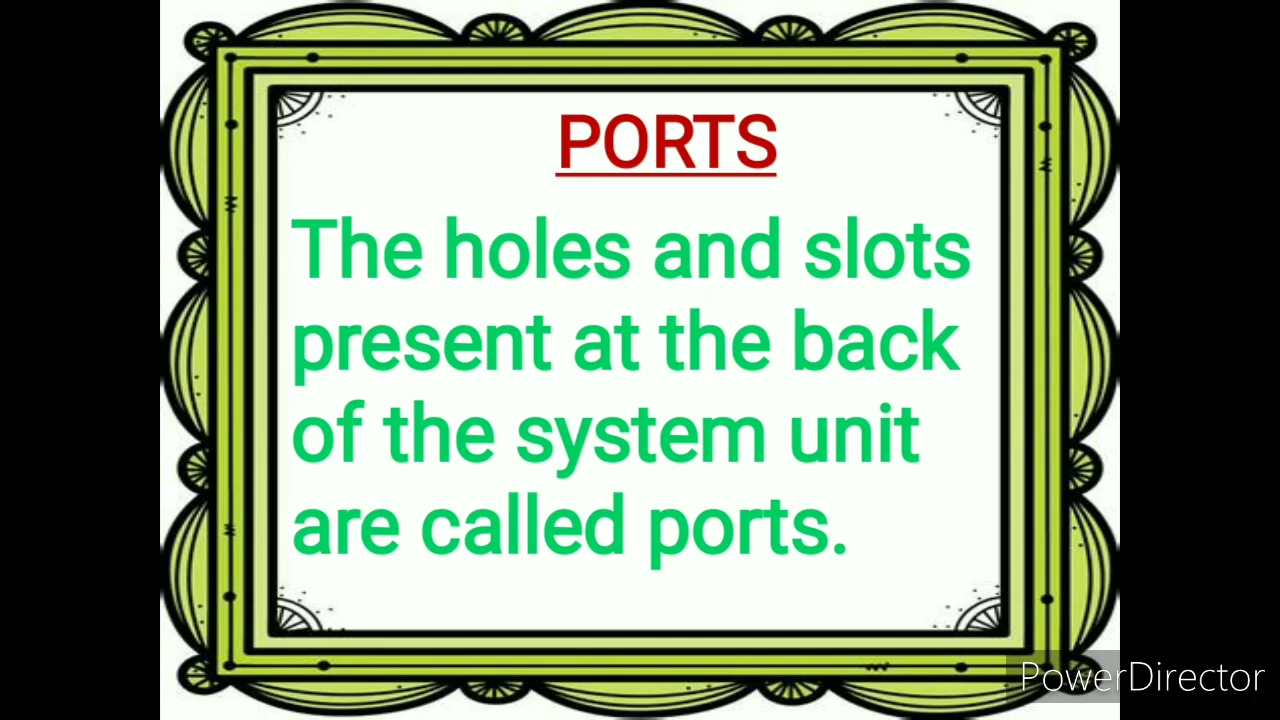 PORTS
The holes and slots
present at the back
of the system unit
are called ports.
PowerDirector